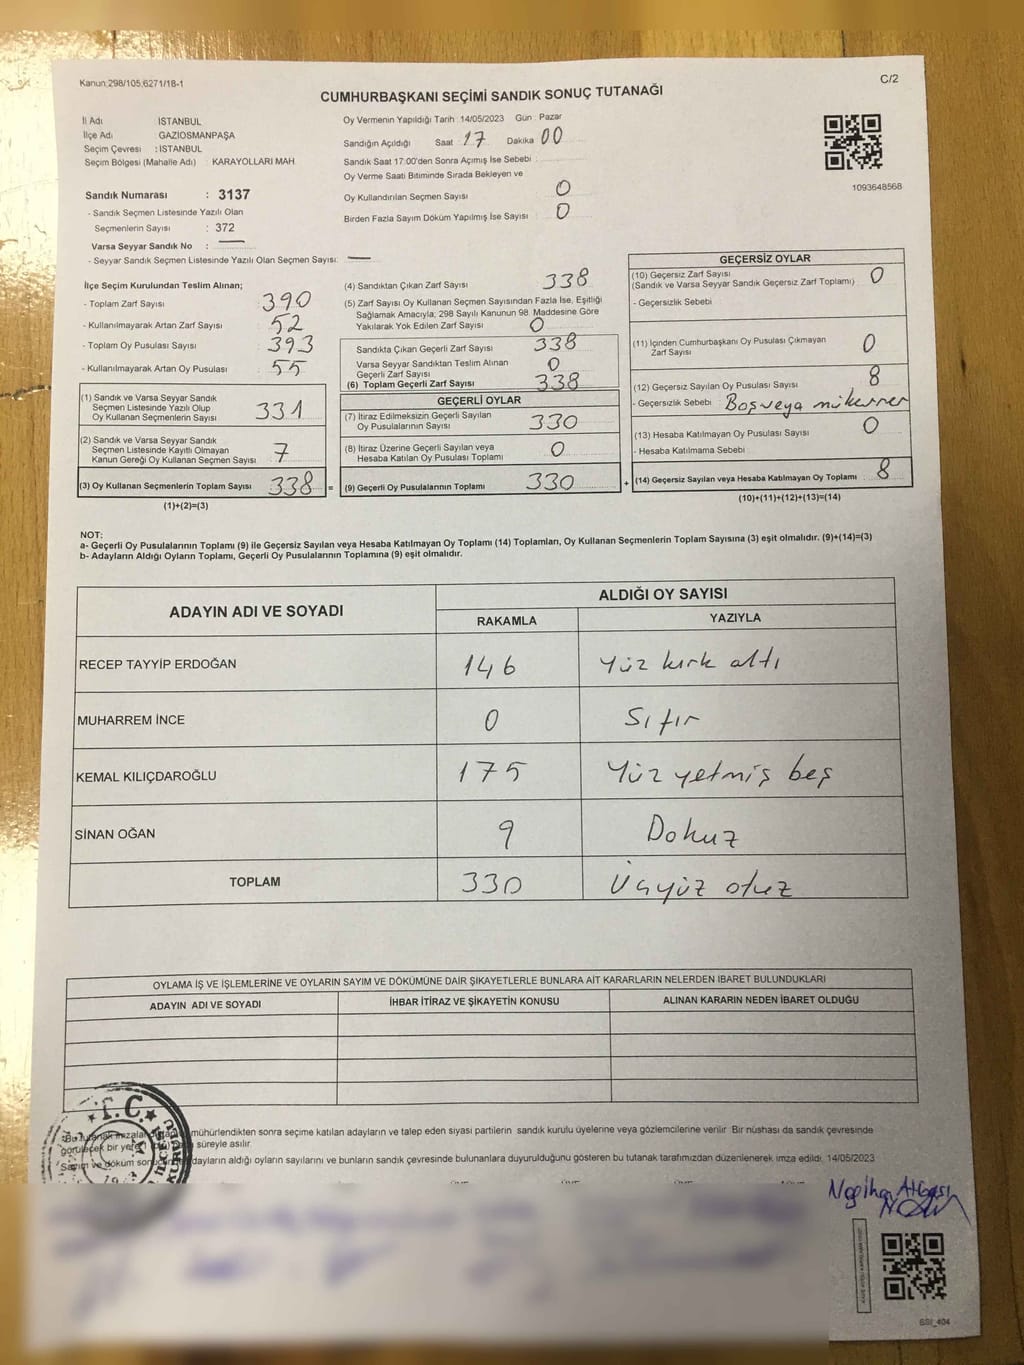 Kanun:298/105,6271/18-1
C/2
CUMHURBAŞKANI SEÇİMİ SANDIK SONUÇ TUTANAĞI
İl Adı İSTANBUL
İlçe Adı GAZİOSMANPAŞA
Seçim Çevresi : İSTANBUL
Seçim Bölgesi (Mahalle Adı) : KARAYOLLARI MAH.
Sandık Numarası : 3137
- Sandık Seçmen Listesinde Yazılı Olan
Seçmenlerin Sayısı : 372
Varsa Seyyar Sandık No : —
- Seyyar Sandık Seçmen Listesinde Yazılı Olan Seçmen Sayısı: —
Oy Vermenin Yapıldığı Tarih : 14/05/2023 Gün : Pazar
Sandığın Açıldığı Saat 17 Dakika 00
Sandık Saat 17:00'den Sonra Açımış İse Sebebi :
Oy Verme Saati Bitiminde Sırada Bekleyen ve
Oy Kullandırılan Seçmen Sayısı 0
Birden Fazla Sayım Döküm Yapılmış İse Sayısı : 0
1093648568
İlçe Seçim Kurulundan Teslim Alınan;
- Toplam Zarf Sayısı : 390
- Kullanılmayarak Artan Zarf Sayısı : 52
- Toplam Oy Pusulası Sayısı : 393
- Kullanılmayarak Artan Oy Pusulası : 55
(1) Sandık ve Varsa Seyyar Sandık
Seçmen Listesinde Yazılı Olup
Oy Kullanan Seçmenlerin Sayısı 331
(2) Sandık ve Varsa Seyyar Sandık
Seçmen Listesinde Kayıtlı Olmayan
Kanun Gereği Oy Kullanan Seçmen Sayısı 7
(3) Oy Kullanan Seçmenlerin Toplam Sayısı 338 =
(1)+(2)=(3)
(4) Sandıktan Çıkan Zarf Sayısı 338
(5) Zarf Sayısı Oy Kullanan Seçmen Sayısından Fazla İse, Eşitliği
Sağlamak Amacıyla; 298 Sayılı Kanunun 98. Maddesine Göre
Yakılarak Yok Edilen Zarf Sayısı : 0
Sandıkta Çıkan Geçerli Zarf Sayısı 338
Varsa Seyyar Sandıktan Teslim Alınan
Geçerli Zarf Sayısı 0
(6) Toplam Geçerli Zarf Sayısı 338
GEÇERLİ OYLAR
(7) İtiraz Edilmeksizin Geçerli Sayılan
Oy Pusulalarının Sayısı : 330
(8) İtiraz Üzerine Geçerli Sayılan veya
Hesaba Katılan Oy Pusulası Toplamı 0
(9) Geçerli Oy Pusulalarının Toplamı 330 +
GEÇERSİZ OYLAR
(10) Geçersiz Zarf Sayısı
(Sandık ve Varsa Seyyar Sandık Geçersiz Zarf Toplamı) : 0
- Geçersizlik Sebebi
(11) İçinden Cumhurbaşkanı Oy Pusulası Çıkmayan
Zarf Sayısı 0
(12) Geçersiz Sayılan Oy Pusulası Sayısı : 8
- Geçersizlik Sebebi : Boş veya mükerrer
(13) Hesaba Katılmayan Oy Pusulası Sayısı : 0
- Hesaba Katılmama Sebebi :
(14) Geçersiz Sayılan veya Hesaba Katılmayan Oy Toplamı : 8
(10)+(11)+(12)+(13)=(14)
NOT:
a- Geçerli Oy Pusulalarının Toplamı (9) ile Geçersiz Sayılan veya Hesaba Katılmayan Oy Toplamı (14) Toplamları, Oy Kullanan Seçmenlerin Toplam Sayısına (3) eşit olmalıdır. (9)+(14)=(3)
b- Adayların Aldığı Oyların Toplamı, Geçerli Oy Pusulalarının Toplamına (9) eşit olmalıdır.
ADAYIN ADI VE SOYADI
ALDIĞI OY SAYISI
RAKAMLA YAZIYLA
RECEP TAYYİP ERDOĞAN 146 Yüz kırk altı
MUHARREM İNCE 0 Sıfır
KEMAL KILIÇDAROĞLU 175 Yüz yetmiş beş
SİNAN OĞAN 9 Dokuz
TOPLAM 330 Üçyüz otuz
OYLAMA İŞ VE İŞLEMLERİNE VE OYLARIN SAYIM VE DÖKÜMÜNE DAİR ŞİKAYETLERLE BUNLARA AİT KARARLARIN NELERDEN İBARET BULUNDUKLARI
ADAYIN ADI VE SOYADI İHBAR İTİRAZ VE ŞİKAYETİN KONUSU ALINAN KARARIN NEDEN İBARET OLDUĞU
T.C.
mühürlendikten sonra seçime katılan adayların ve talep eden siyasi partilerin sandık kurulu üyelerine veya gözlemcilerine verilir. Bir nüshası da sandık çevresinde
görülecek bir yere süreyle asılır.
Sayım ve döküm adayların aldığı oyların sayılarını ve bunların sandık çevresinde bulunanlara duyurulduğunu gösteren bu tutanak tarafımızdan düzenlenerek imza edildi. 14/05/2023
BSI_404